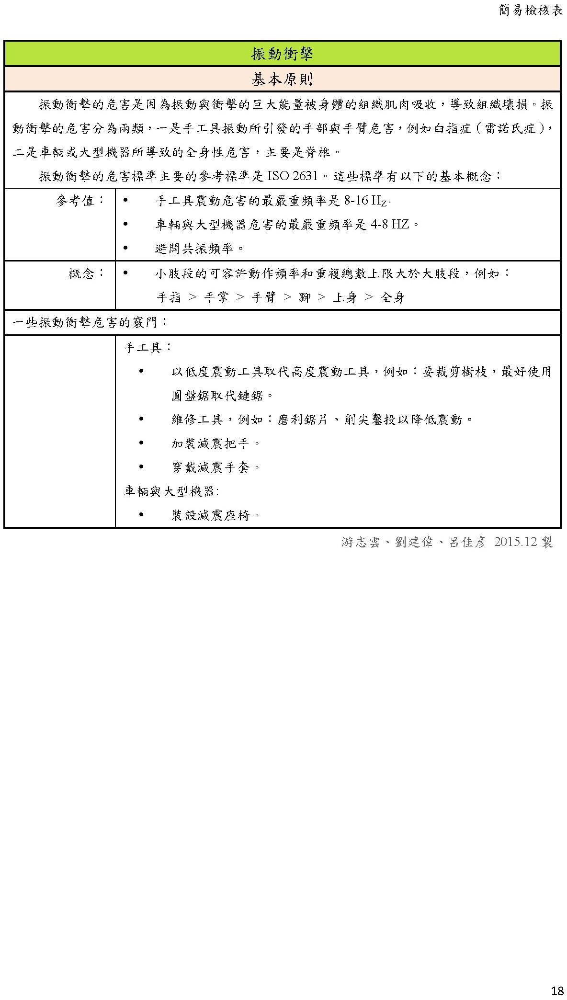 簡易檢核表
振動衝擊
基本原則
振動衝擊的危害是因為振動與衝擊的巨大能量被身體的組織肌肉吸收，導致組織壞損。振
動衝擊的危害分為兩類，一是手工具振動所引發的手部與手臂危害，例如白指症（雷諾氏症），
二是車輛或大型機器所導致的全身性危害，主要是脊椎。
振動衝擊的危害標準主要的參考標準是 ISO 2631。這些標準有以下的基本概念：
參考值：
• 手工具震動危害的最嚴重頻率是 8-16 HZ.
• 車輛與大型機器危害的最嚴重頻率是 4-8 HZ。
• 避開共振頻率。
概念：
• 小肢段的可容許動作頻率和重複總數上限大於大肢段，例如：
手指 > 手掌 > 手臂 > 腳 > 上身 > 全身
一些振動衝擊危害的竅門：
手工具：
• 以低度震動工具取代高度震動工具，例如：要裁剪樹枝，最好使用
圓盤鋸取代鏈鋸。
• 維修工具，例如：磨利鋸片、削尖鑿投以降低震動。
• 加裝減震把手。
• 穿戴減震手套。
車輛與大型機器:
• 裝設減震座椅。
游志雲、劉建偉、呂佳彥 2015.12 製
18